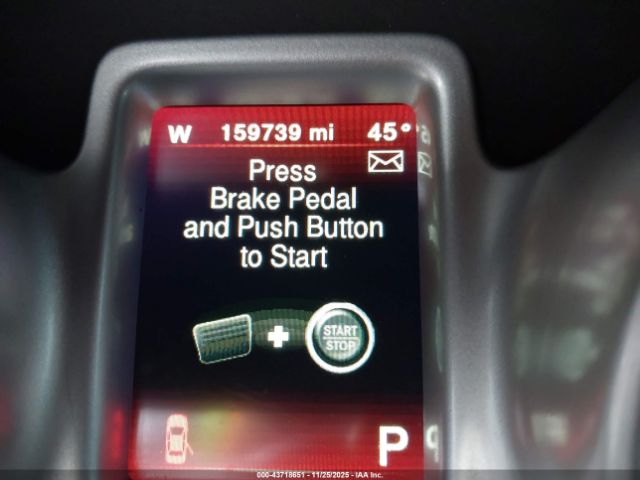 W 159739 mi 45°
Press
Brake Pedal
and Push Button
to Start
START
STOP
P
000-43718651 - 11/25/2025 - IAA Inc.